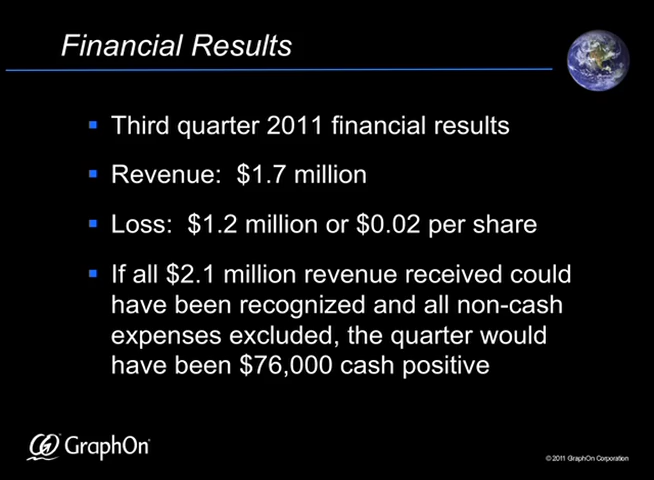 Financial Results
Third quarter 2011 financial results
Revenue: $1.7 million
Loss: $1.2 million or $0.02 per share
If all $2.1 million revenue received could
have been recognized and all non-cash
expenses excluded, the quarter would
have been $76,000 cash positive
GraphOn
© 2011 GraphOn Corporation